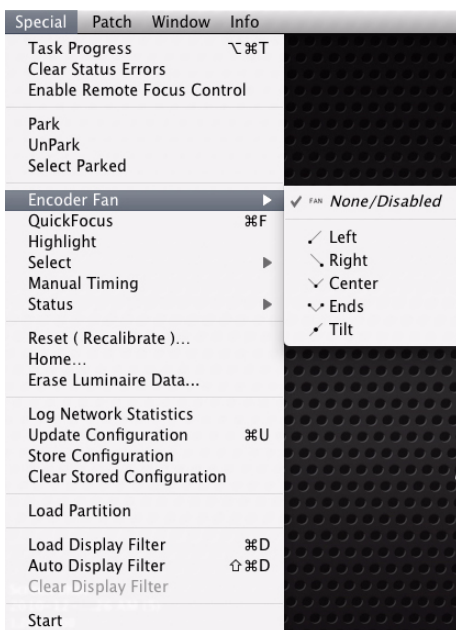 Special Patch Window Info
Task Progress ⌥⌘T
Clear Status Errors
Enable Remote Focus Control
Park
UnPark
Select Parked
Encoder Fan
QuickFocus ⌘F
Highlight
Select
Manual Timing
Status
Reset ( Recalibrate )...
Home...
Erase Luminaire Data...
Log Network Statistics
Update Configuration ⌘U
Store Configuration
Clear Stored Configuration
Load Partition
Load Display Filter ⌘D
Auto Display Filter ⇧⌘D
Clear Display Filter
Start
FAN None/Disabled
Left
Right
Center
Ends
Tilt